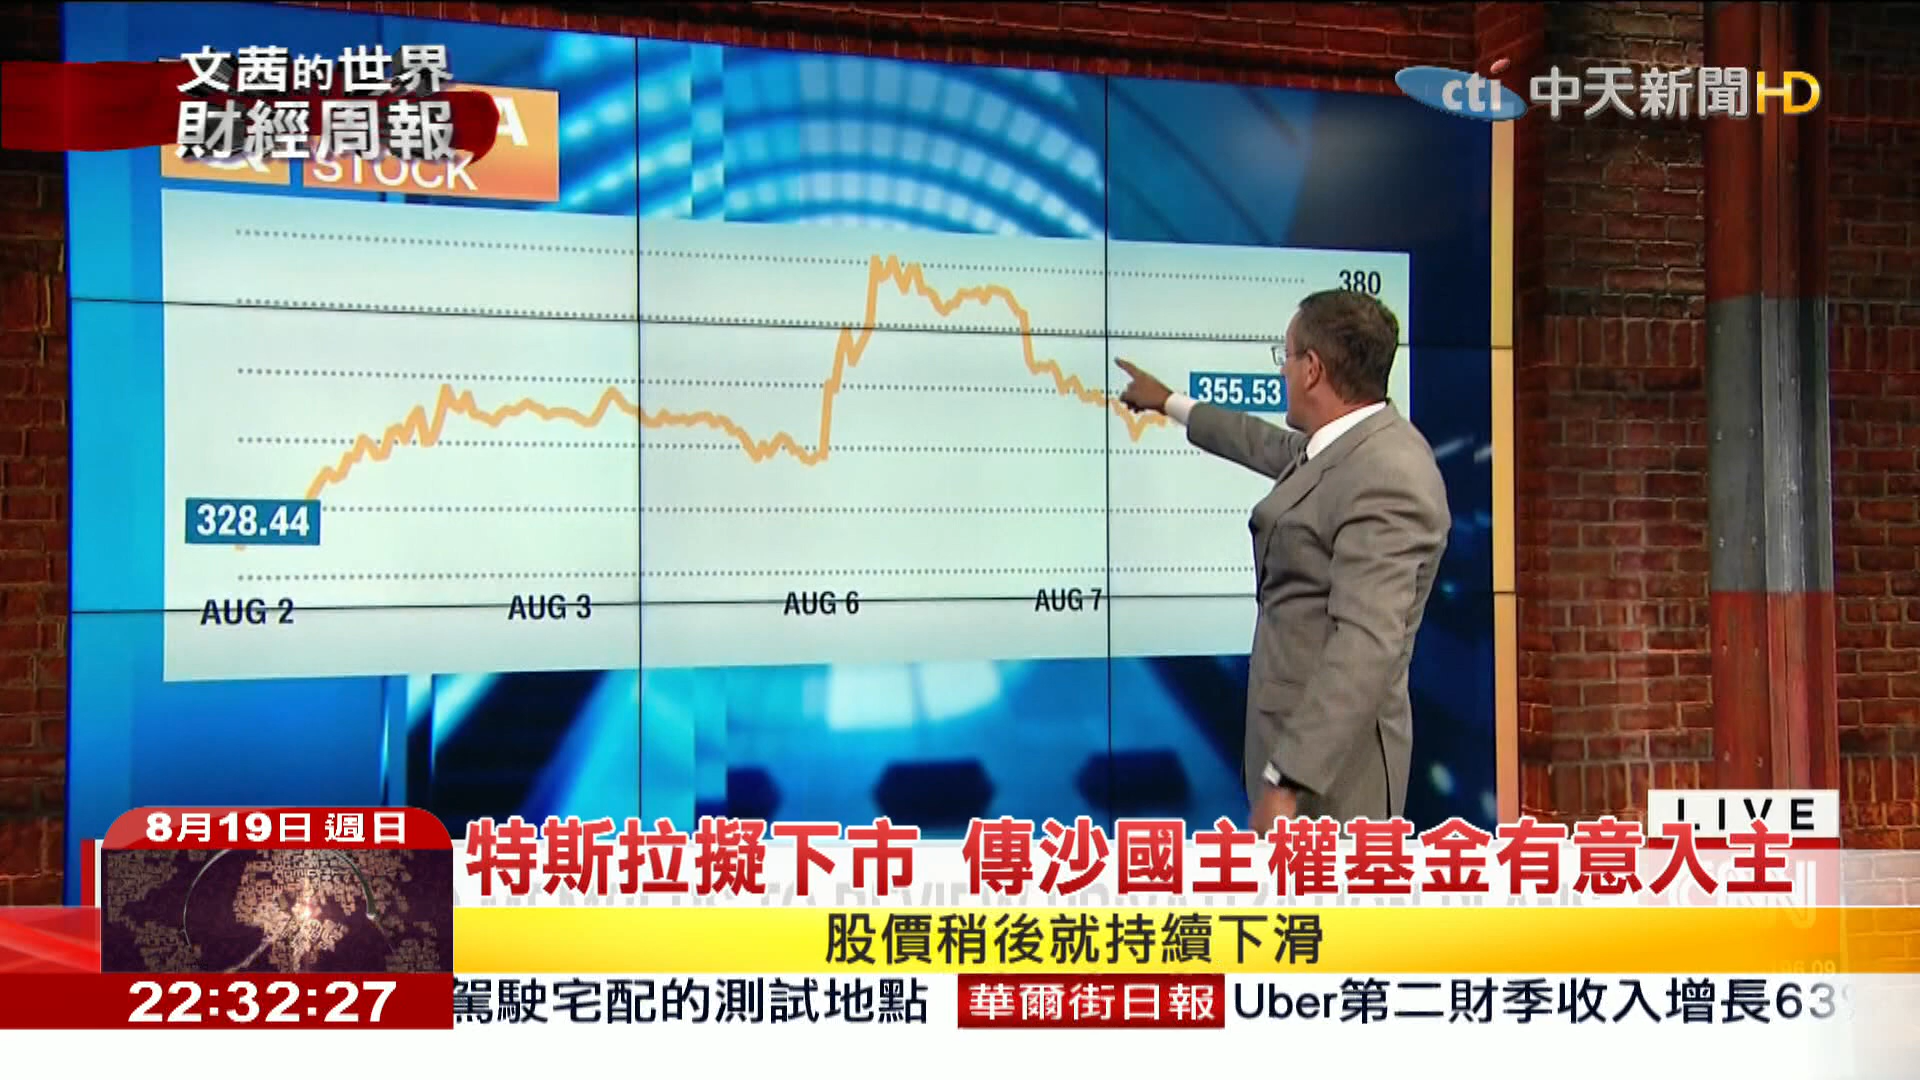 文茜的世界
財經周報
A
STOCK
cti 中天新聞HD
380
355.53
328.44
AUG 2
AUG 3
AUG 6
AUG 7
LIVE
8月19日 週日
特斯拉擬下市 傳沙國主權基金有意入主
股價稍後就持續下滑
22:32:27
駕駛宅配的測試地點 華爾街日報 Uber第二財季收入增長63%